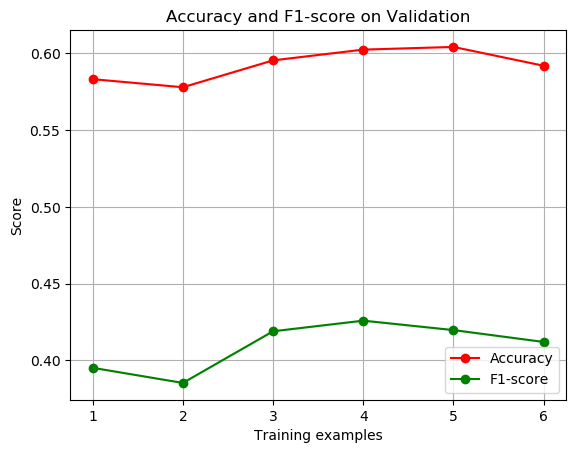 Accuracy and F1-score on Validation
0.60
0.55
0.50
0.45
0.40
Score
Accuracy
F1-score
1 2 3 4 5 6
Training examples